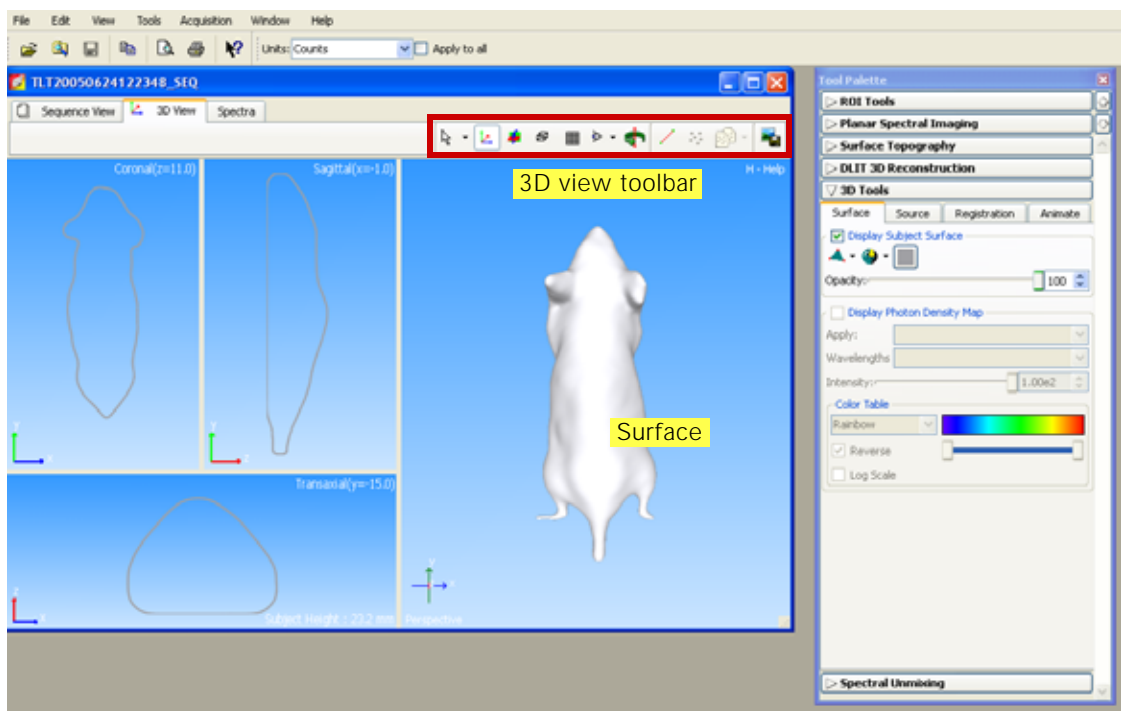 File Edit View Tools Acquisition Window Help
Units: Counts Apply to all
TLT20050624122348_SEQ
Sequence View 3D View Spectra
3D view toolbar
Coronal(z=11.0) Sagittal(x=-1.0) H - Help
Surface
y x y z
Transaxial(y=-15.0)
z x
Subject Height : 23.2 mm
y x
Perspective
Tool Palette
ROI Tools
Planar Spectral Imaging
Surface Topography
DLIT 3D Reconstruction
3D Tools
Surface Source Registration Animate
Display Subject Surface
Opacity: 100
Display Photon Density Map
Apply:
Wavelengths
Intensity: 1.00e2
Color Table
Rainbow
Reverse
Log Scale
Spectral Unmixing